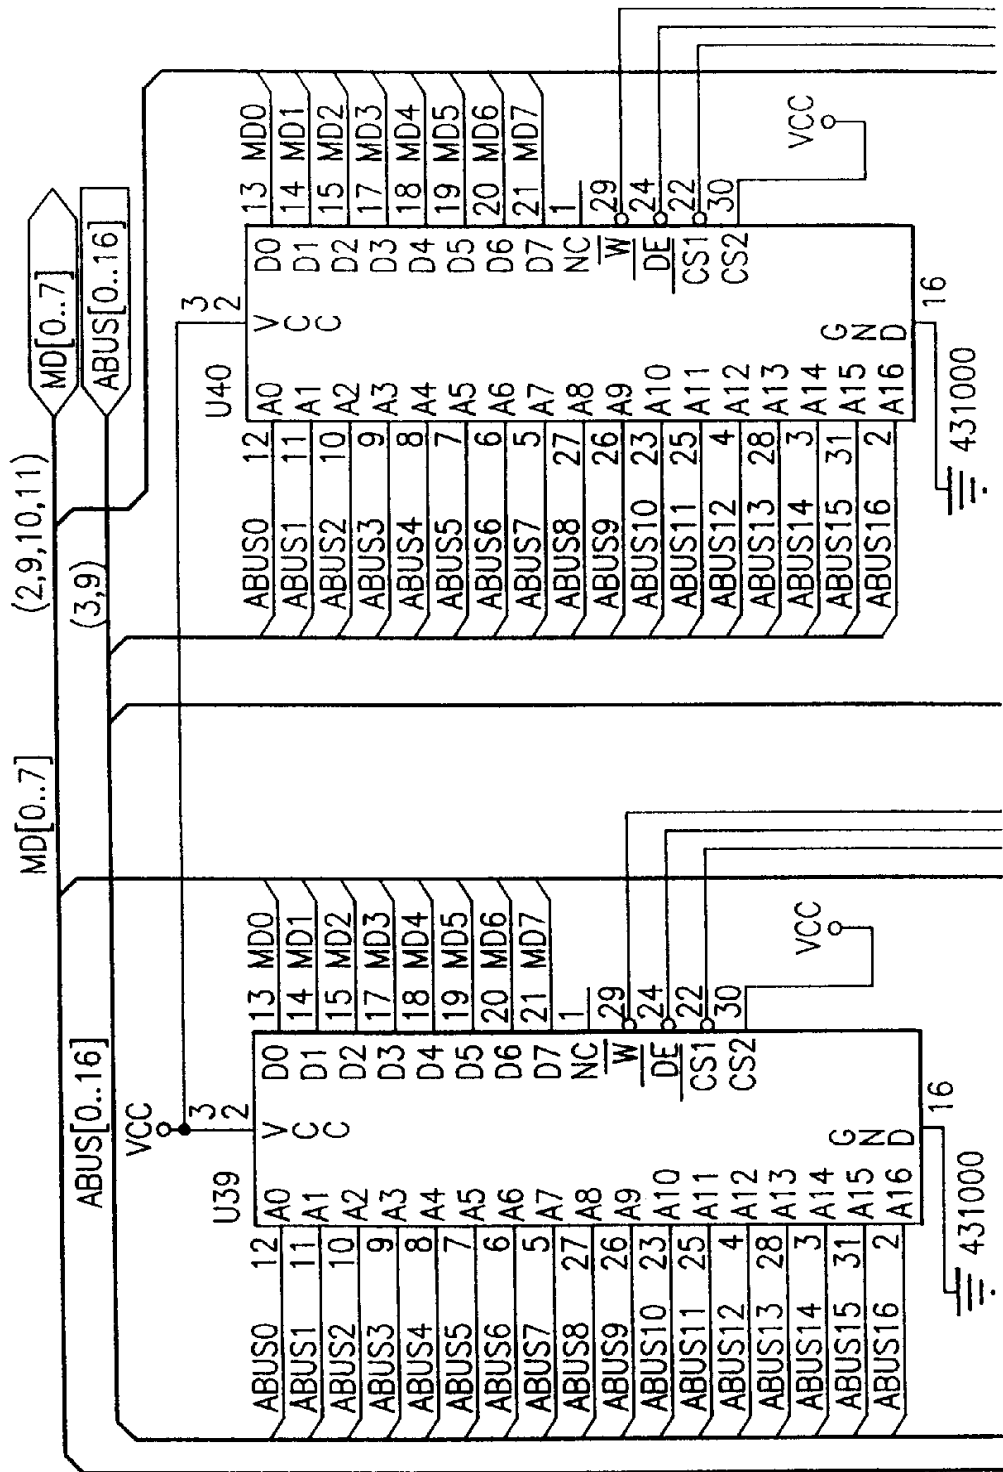 MD[0..7]
(2,9,10,11)
MD[0..7]
ABUS[0..16]
(3,9)
ABUS[0..16]
VCC
U39
3
2
VCC
A0
A1
A2
A3
A4
A5
A6
A7
A8
A9
A10
A11
A12
A13
A14
A15
A16
D0
D1
D2
D3
D4
D5
D6
D7
NC
W
DE
CS1
CS2
GND
ABUS0 12
ABUS1 11
ABUS2 10
ABUS3 9
ABUS4 8
ABUS5 7
ABUS6 6
ABUS7 5
ABUS8 27
ABUS9 26
ABUS10 23
ABUS11 25
ABUS12 4
ABUS13 28
ABUS14 3
ABUS15 31
ABUS16 2
13 MD0
14 MD1
15 MD2
17 MD3
18 MD4
19 MD5
20 MD6
21 MD7
1
29
24
22
30
VCC
16
431000
U40
3
2
VCC
A0
A1
A2
A3
A4
A5
A6
A7
A8
A9
A10
A11
A12
A13
A14
A15
A16
D0
D1
D2
D3
D4
D5
D6
D7
NC
W
DE
CS1
CS2
GND
ABUS0 12
ABUS1 11
ABUS2 10
ABUS3 9
ABUS4 8
ABUS5 7
ABUS6 6
ABUS7 5
ABUS8 27
ABUS9 26
ABUS10 23
ABUS11 25
ABUS12 4
ABUS13 28
ABUS14 3
ABUS15 31
ABUS16 2
13 MD0
14 MD1
15 MD2
17 MD3
18 MD4
19 MD5
20 MD6
21 MD7
1
29
24
22
30
VCC
16
431000